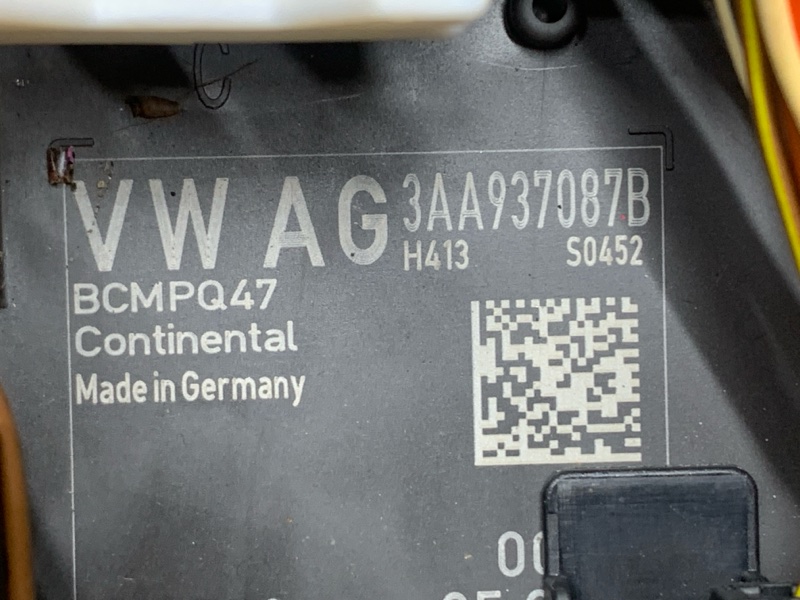 VW AG 3AA937087B
H413 S0452
BCMPQ47
Continental
Made in Germany